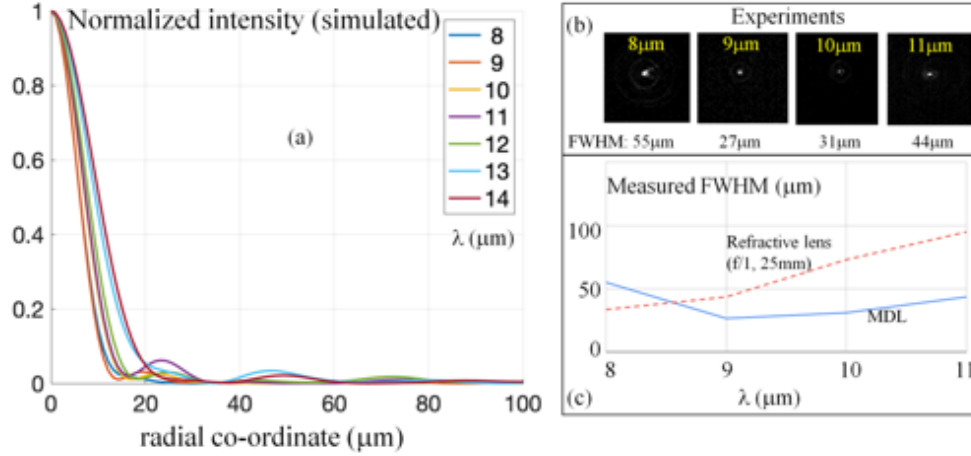 Normalized intensity (simulated)
1
0.8
0.6
0.4
0.2
0
0
20
40
60
80
100
radial co-ordinate (μm)
(a)
8
9
10
11
12
13
14
λ (μm)
(b)
Experiments
8μm
9μm
10μm
11μm
FWHM: 55μm
27μm
31μm
44μm
Measured FWHM (μm)
100
50
0
Refractive lens
(f/1, 25mm)
MDL
8
9
10
11
(c)
λ (μm)